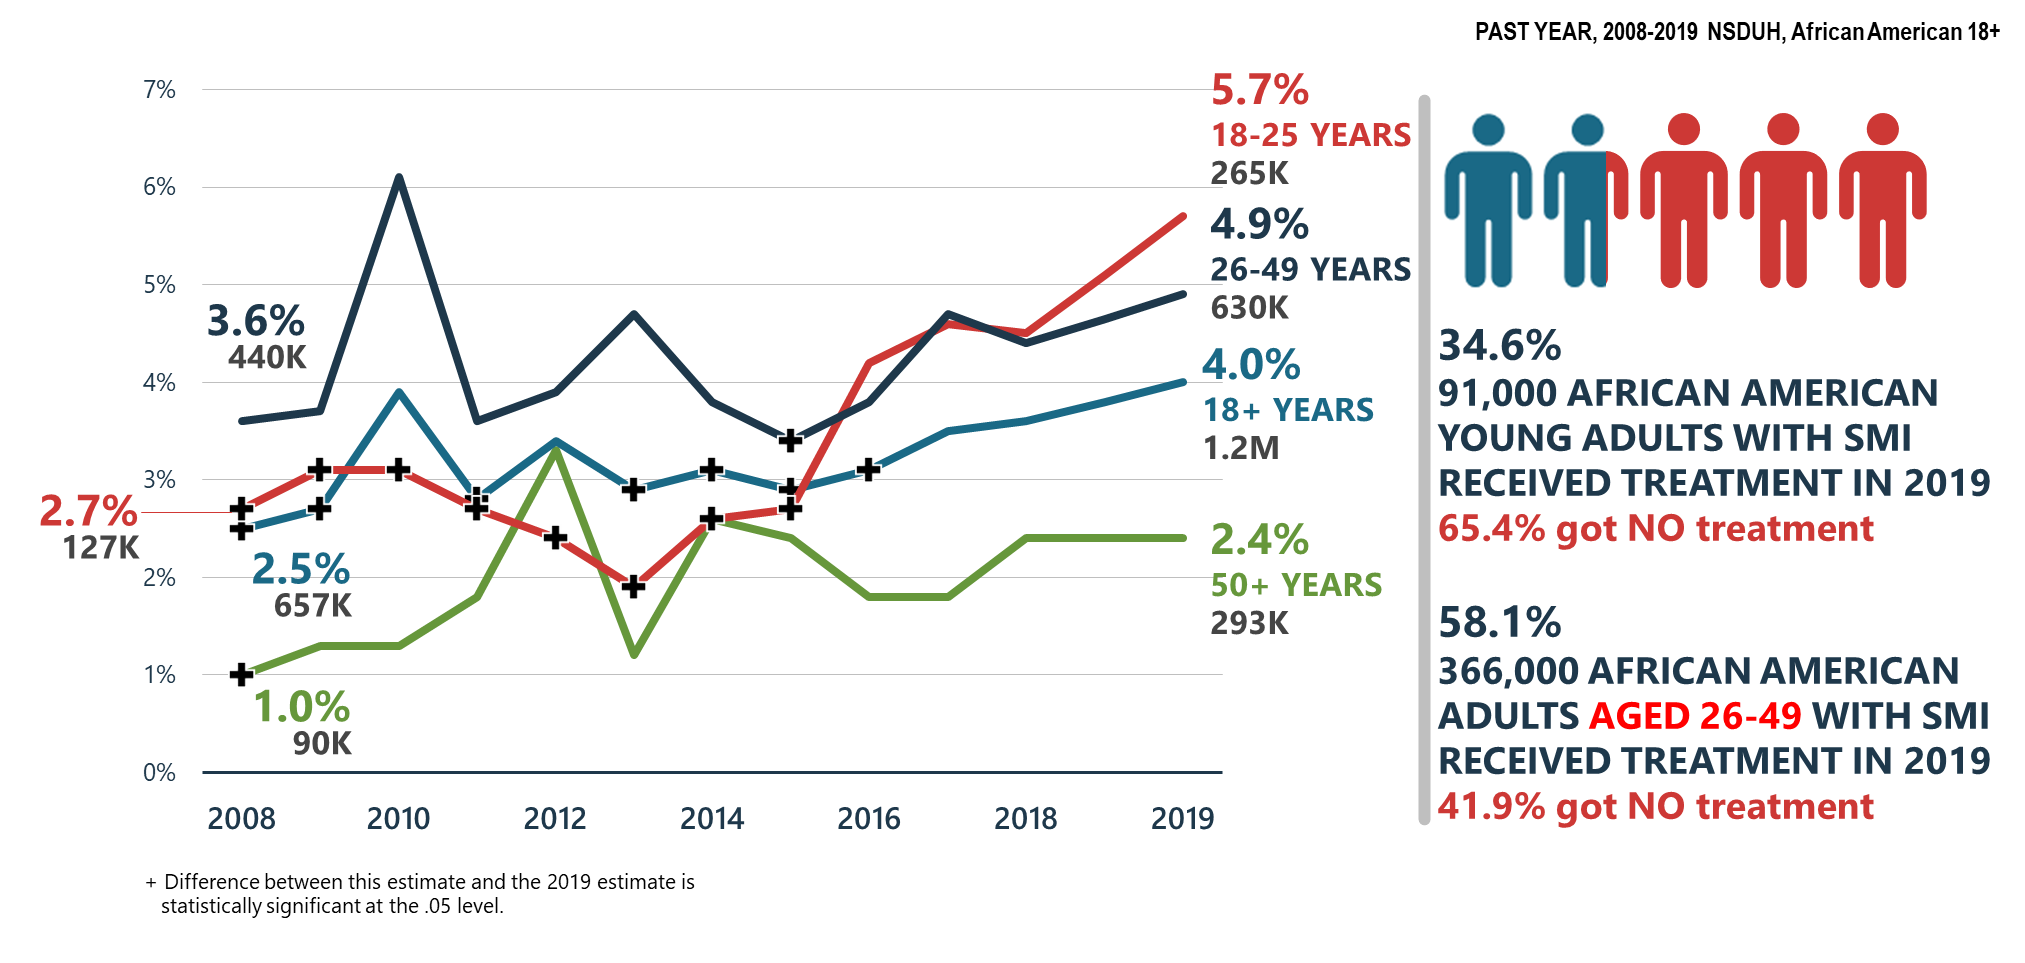 PAST YEAR, 2008-2019 NSDUH, African American 18+
7%
6%
5%
4%
3%
2%
1%
0%
3.6%
440K
2.7%
127K
2.5%
657K
1.0%
90K
5.7%
18-25 YEARS
265K
4.9%
26-49 YEARS
630K
4.0%
18+ YEARS
1.2M
2.4%
50+ YEARS
293K
2008 2010 2012 2014 2016 2018 2019
+ Difference between this estimate and the 2019 estimate is
statistically significant at the .05 level.
34.6%
91,000 AFRICAN AMERICAN
YOUNG ADULTS WITH SMI
RECEIVED TREATMENT IN 2019
65.4% got NO treatment
58.1%
366,000 AFRICAN AMERICAN
ADULTS AGED 26-49 WITH SMI
RECEIVED TREATMENT IN 2019
41.9% got NO treatment